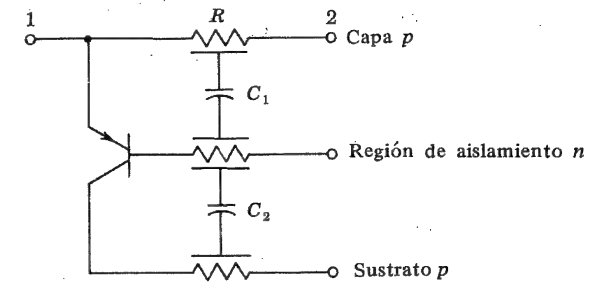 1 R 2
Capa p
C₁
Región de aislamiento n
C₂
Sustrato p